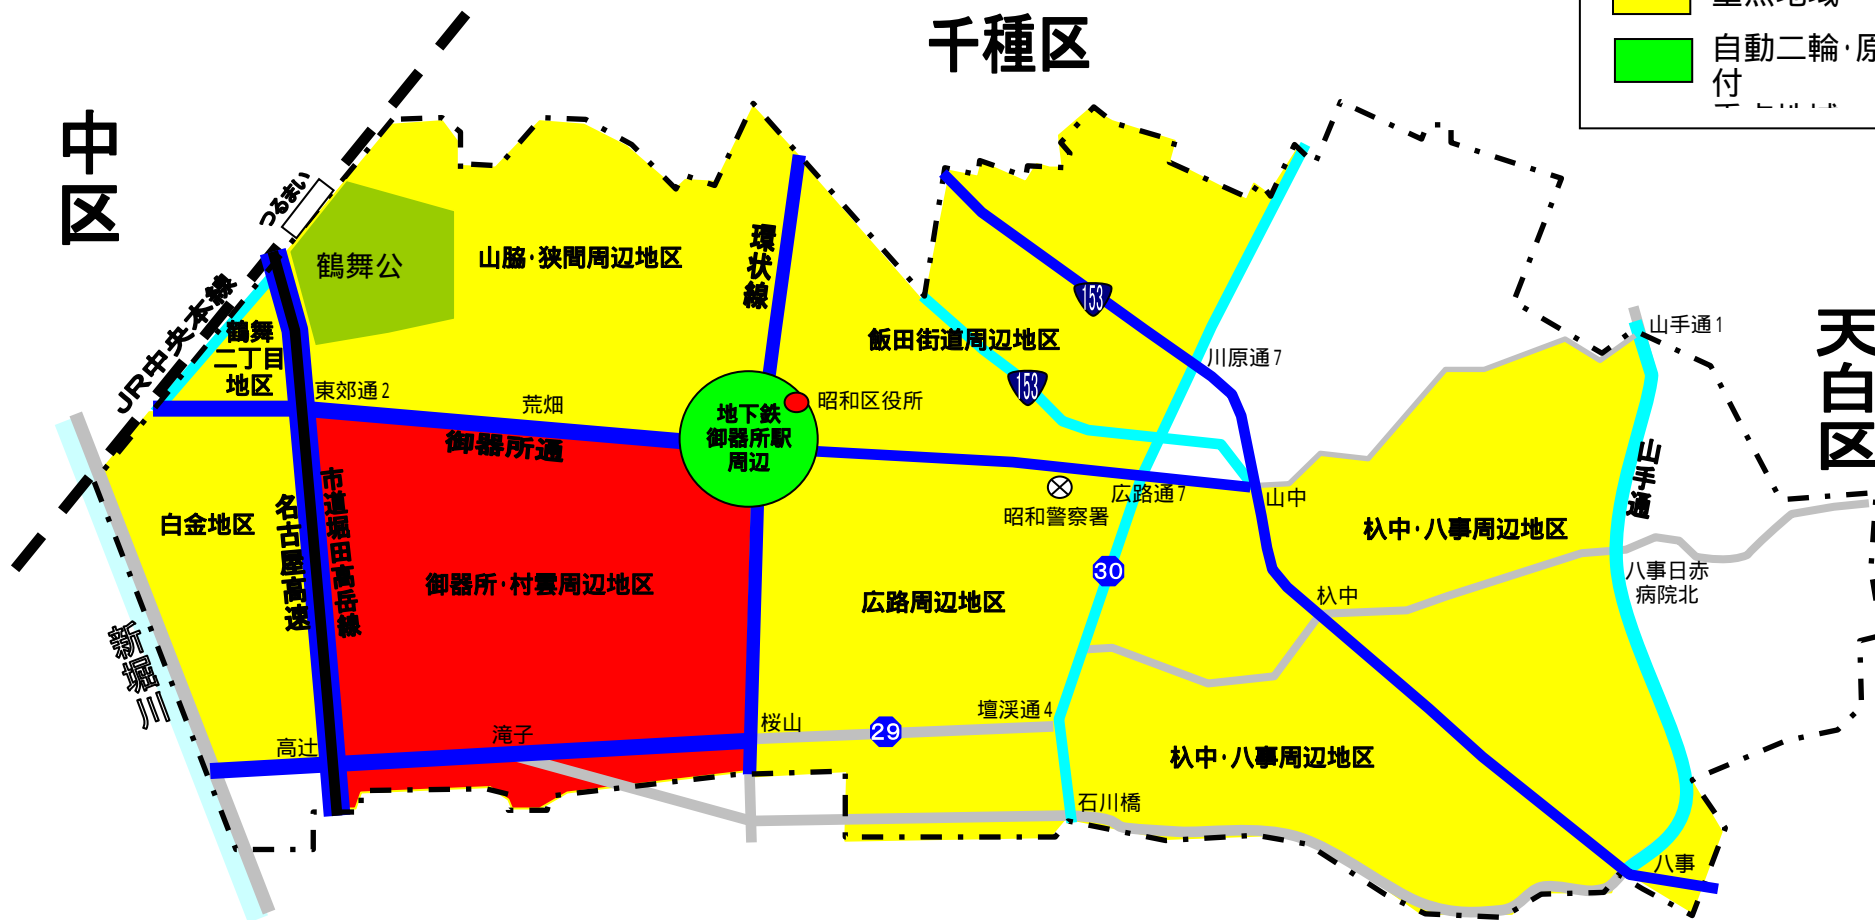 千種区
中区
天白区
自動二輪・原
付
つるまい
鶴舞公
山脇・狭間周辺地区
環状線
JR中央本線
鶴舞
二丁目
地区
東郊通2
荒畑
御器所通
地下鉄
御器所駅
周辺
昭和区役所
飯田街道周辺地区
153
153
川原通7
山手通1
山手通
白金地区
名古屋高速
市道堀田高岳線
御器所・村雲周辺地区
昭和警察署
広路通7
山中
杁中・八事周辺地区
広路周辺地区
30
杁中
八事日赤
病院北
新堀川
高辻
滝子
桜山
29
壇渓通4
杁中・八事周辺地区
石川橋
八事